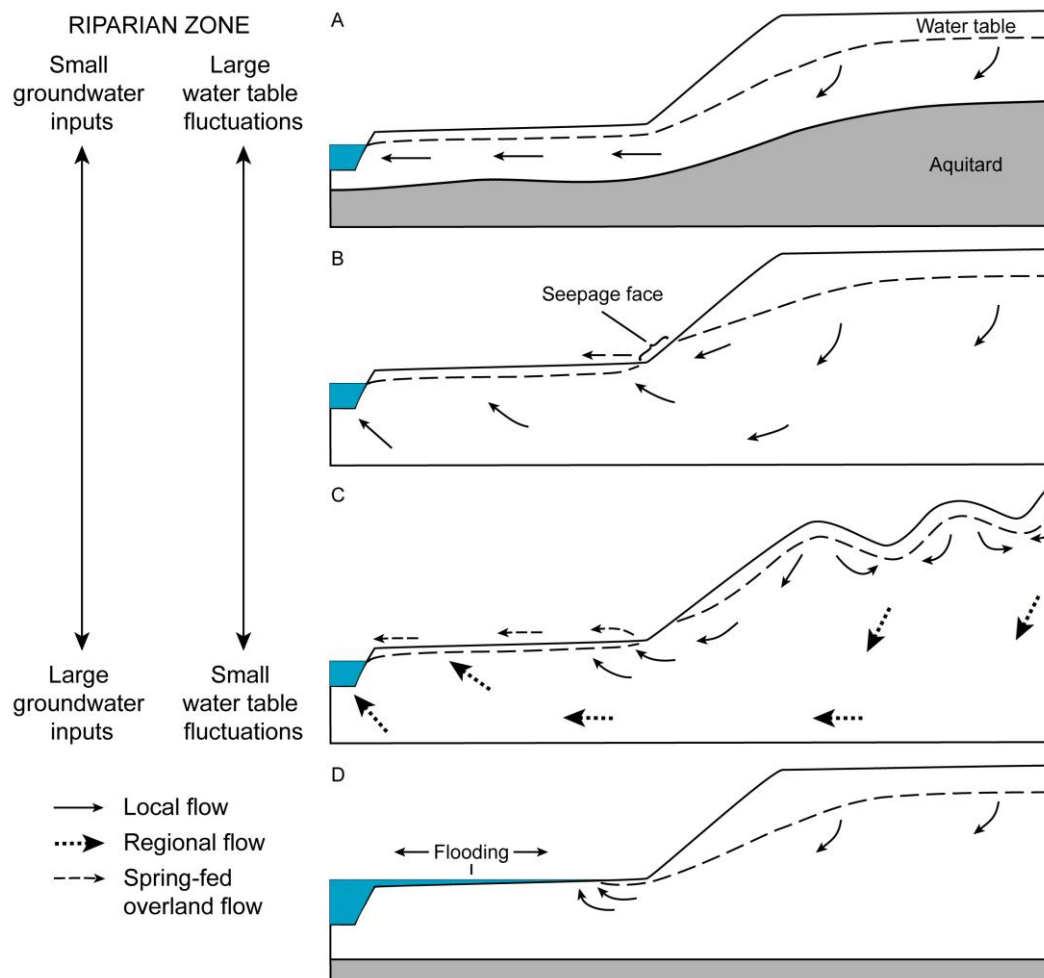 RIPARIAN ZONE
Small
groundwater
inputs
Large
water table
fluctuations
Large
groundwater
inputs
Small
water table
fluctuations
Local flow
Regional flow
Spring-fed
overland flow
A
Water table
Aquitard
B
Seepage face
C
D
Flooding